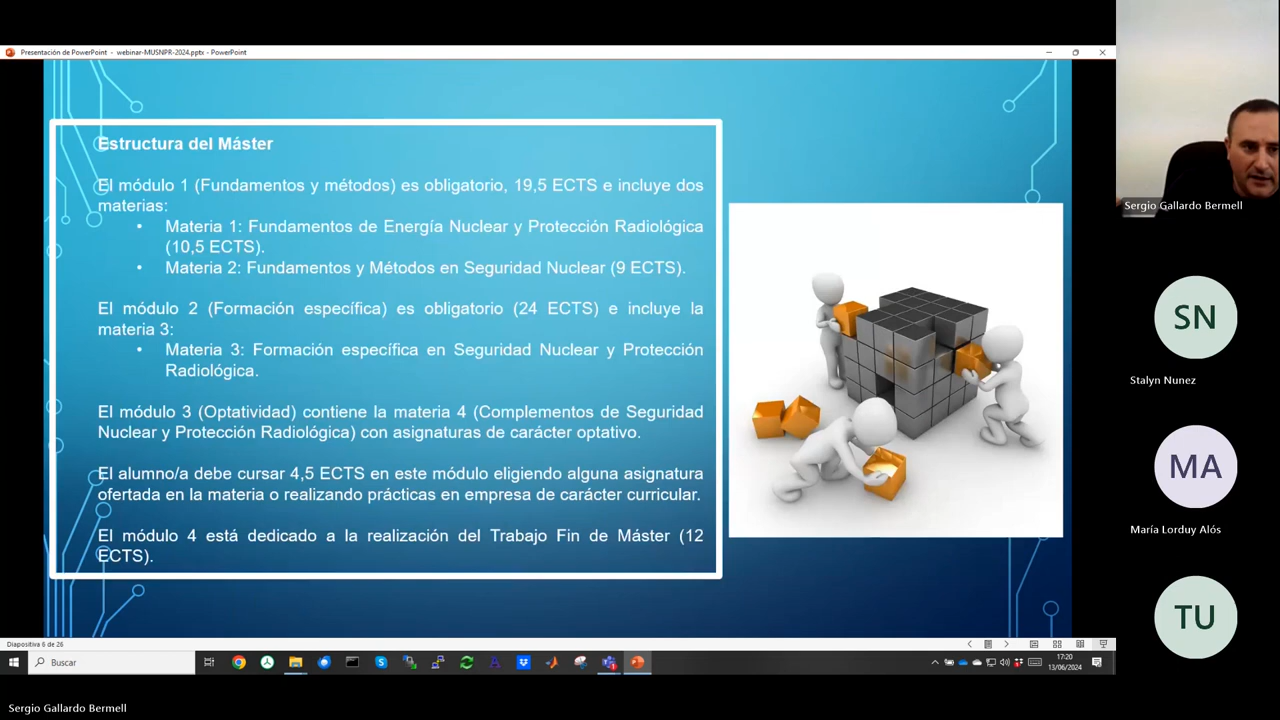 Presentación de PowerPoint - webinar-MUSNPR-2024.pptx - PowerPoint
Estructura del Máster
El módulo 1 (Fundamentos y métodos) es obligatorio, 19,5 ECTS e incluye dos
materias:
• Materia 1: Fundamentos de Energía Nuclear y Protección Radiológica
(10,5 ECTS).
• Materia 2: Fundamentos y Métodos en Seguridad Nuclear (9 ECTS).
El módulo 2 (Formación específica) es obligatorio (24 ECTS) e incluye la
materia 3:
• Materia 3: Formación específica en Seguridad Nuclear y Protección
Radiológica.
El módulo 3 (Optatividad) contiene la materia 4 (Complementos de Seguridad
Nuclear y Protección Radiológica) con asignaturas de carácter optativo.
El alumno/a debe cursar 4,5 ECTS en este módulo eligiendo alguna asignatura
ofertada en la materia o realizando prácticas en empresa de carácter curricular.
El módulo 4 está dedicado a la realización del Trabajo Fin de Máster (12
ECTS).
Sergio Gallardo Bermell
SN
Stalyn Nunez
MA
María Lorduy Alós
TU
Diapositiva 6 de 26
Buscar
17:20
13/06/2024
Sergio Gallardo Bermell